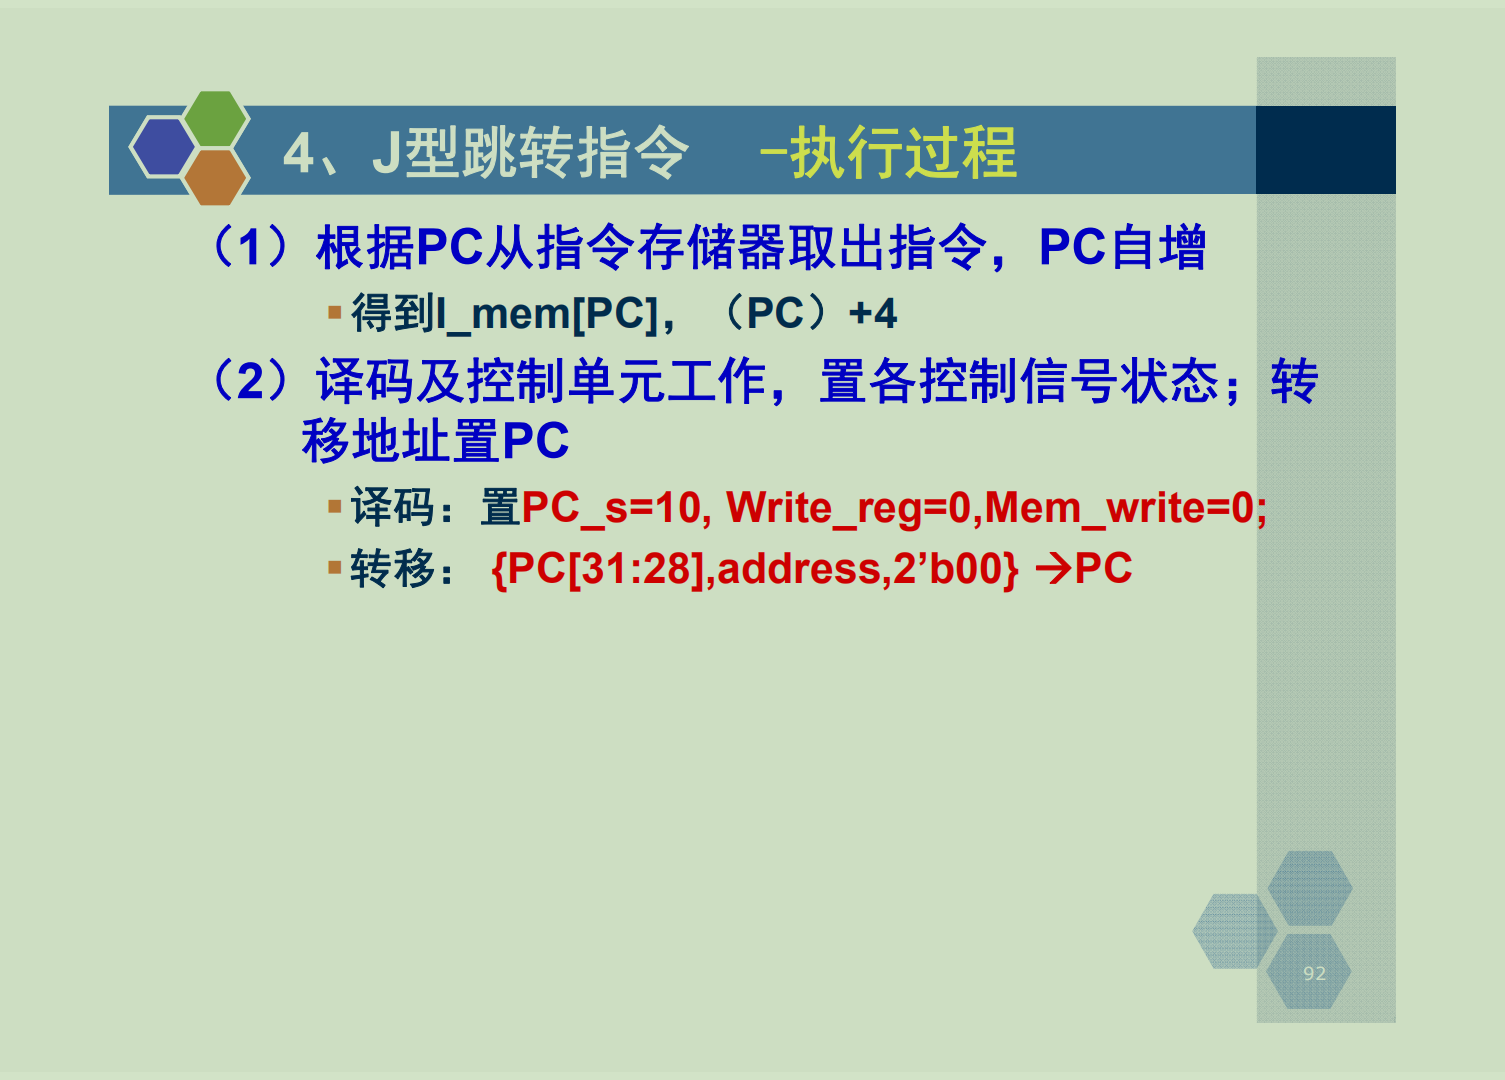 4、J型跳转指令 -执行过程
（1）根据PC从指令存储器取出指令，PC自增
▪得到I_mem[PC]，（PC）+4
（2）译码及控制单元工作，置各控制信号状态；转
移地址置PC
▪译码：置PC_s=10, Write_reg=0,Mem_write=0;
▪转移： {PC[31:28],address,2’b00} →PC
92